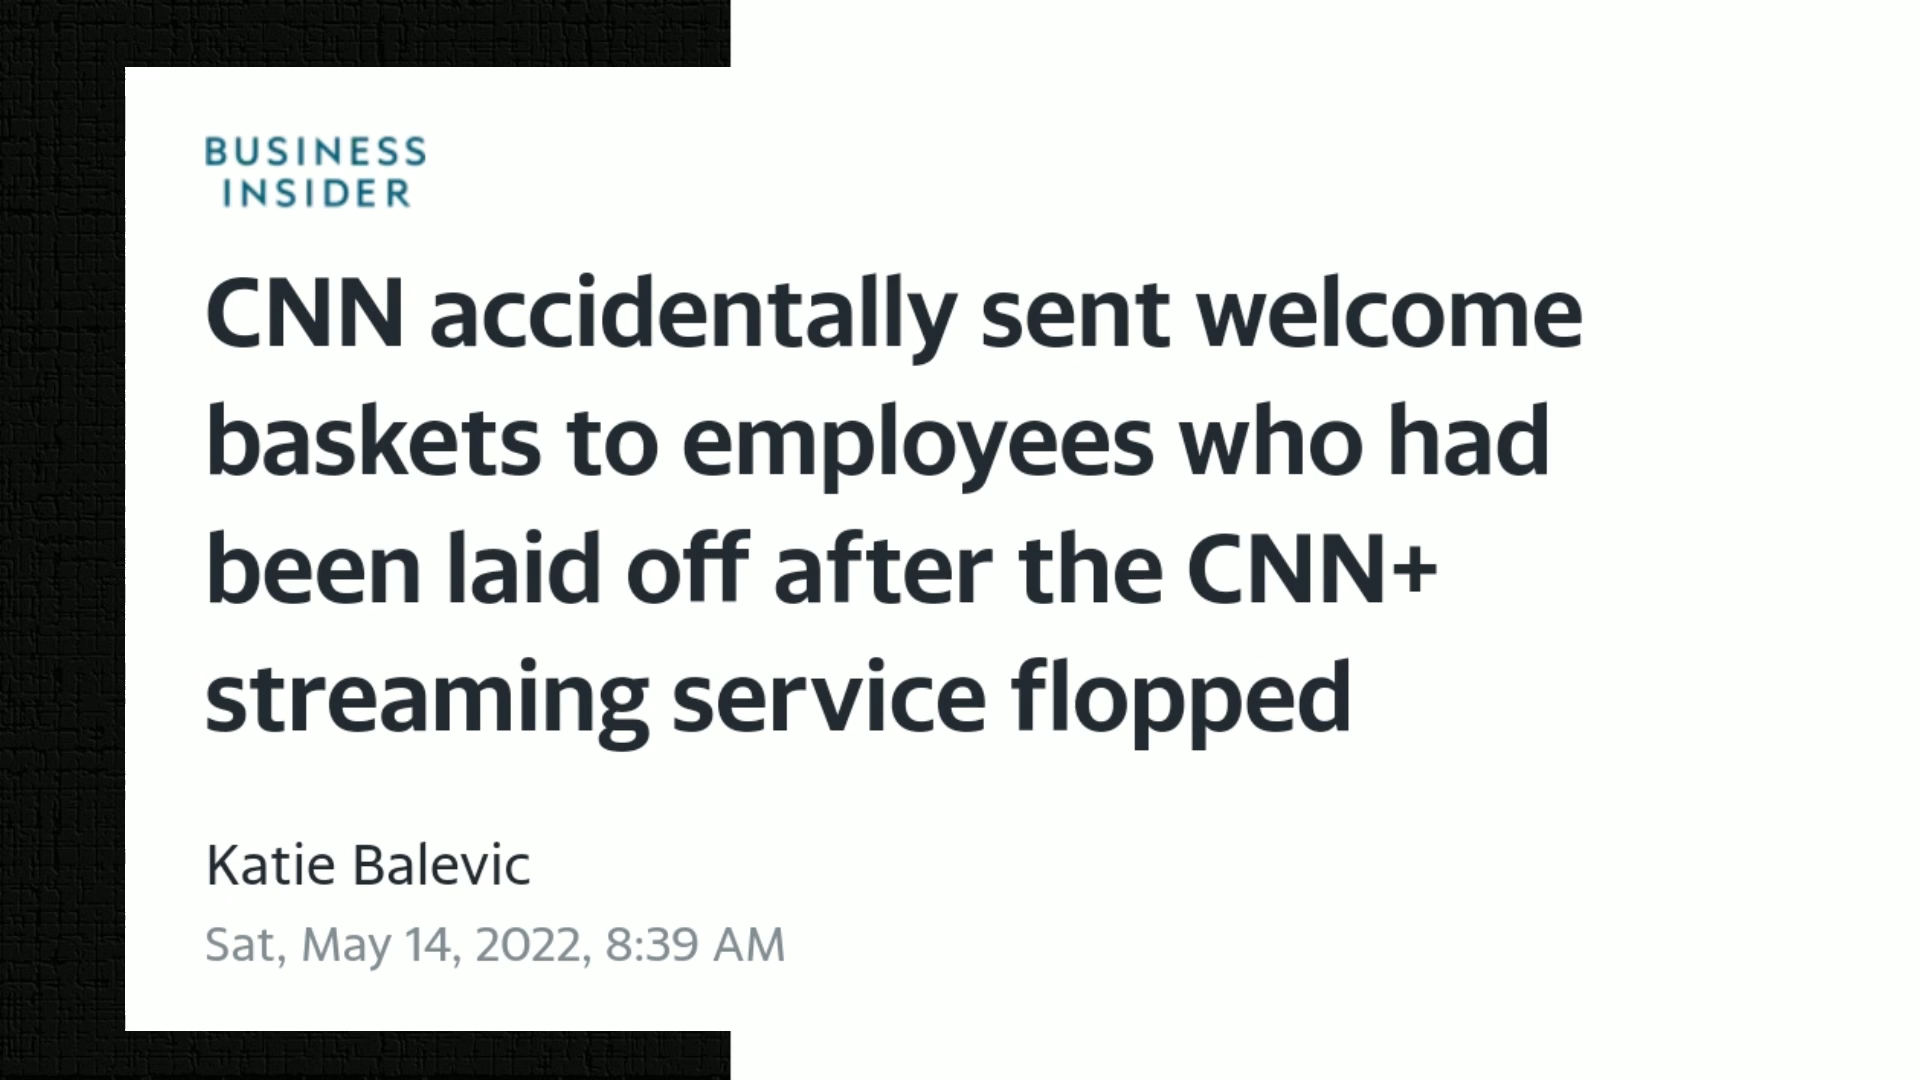 BUSINESS
INSIDER
CNN accidentally sent welcome
baskets to employees who had
been laid off after the CNN+
streaming service flopped
Katie Balevic
Sat, May 14, 2022, 8:39 AM